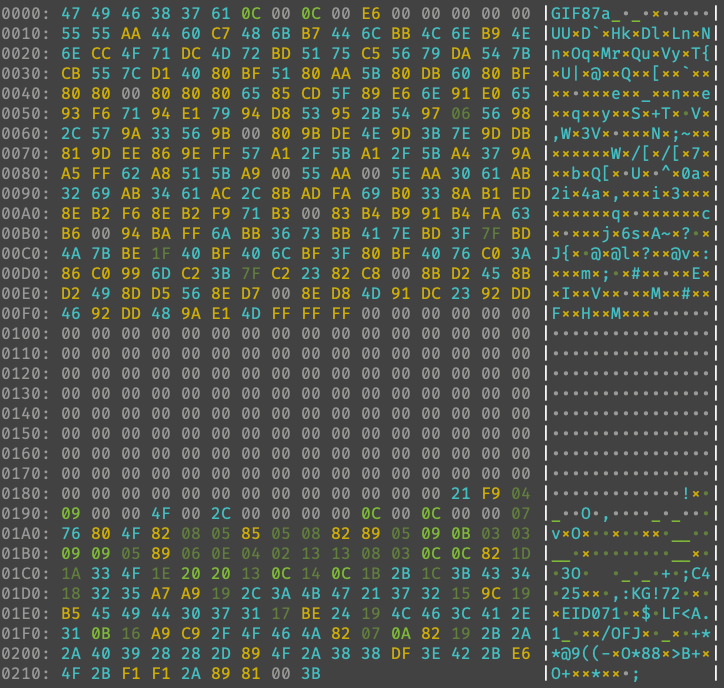 0000: 47 49 46 38 37 61 0C 00 0C 00 E6 00 00 00 00 00 |GIF87a_•_•ו••••|
0010: 55 55 AA 44 60 C7 48 6B B7 44 6C BB 4C 6E B9 4E |UU×D`×Hk×Dl×Ln×N|
0020: 6E CC 4F 71 DC 4D 72 BD 51 75 C5 56 79 DA 54 7B |n×Oq×Mr×Qu×Vy×T{|
0030: CB 55 7C D1 40 80 BF 51 80 AA 5B 80 DB 60 80 BF |×U|×@××Q××[××`××|
0040: 80 80 00 80 80 80 65 85 CD 5F 89 E6 6E 91 E0 65 |×ו×××e××_××n××e|
0050: 93 F6 71 94 E1 79 94 D8 53 95 2B 54 97 06 56 98 |××q××y××S×+TוV×|
0060: 2C 57 9A 33 56 9B 00 80 9B DE 4E 9D 3B 7E 9D DB |,W×3Vו×××N×;~××|
0070: 81 9D EE 86 9E FF 57 A1 2F 5B A1 2F 5B A4 37 9A |××××××W×/[×/[×7×|
0080: A5 FF 62 A8 51 5B A9 00 55 AA 00 5E AA 30 61 AB |××b×Q[וUו^×0a×|
0090: 32 69 AB 34 61 AC 2C 8B AD FA 69 B0 33 8A B1 ED |2i×4a×,×××i×3×××|
00A0: 8E B2 F6 8E B2 F9 71 B3 00 83 B4 B9 91 B4 FA 63 |××××××qו××××××c|
00B0: B6 00 94 BA FF 6A BB 36 73 BB 41 7E BD 3F 7F BD |ו×××j×6s×A~×?•×|
00C0: 4A 7B BE 1F 40 BF 40 6C BF 3F 80 BF 40 76 C0 3A |J{ו@×@l×?××@v×:|
00D0: 86 C0 99 6D C2 3B 7F C2 23 82 C8 00 8B D2 45 8B |×××m×;•×#×ו××E×|
00E0: D2 49 8D D5 56 8E D7 00 8E D8 4D 91 DC 23 92 DD |×I××V×ו××M××#××|
00F0: 46 92 DD 48 9A E1 4D FF FF FF 00 00 00 00 00 00 |F××H××M×××••••••|
0100: 00 00 00 00 00 00 00 00 00 00 00 00 00 00 00 00 |••••••••••••••••|
0110: 00 00 00 00 00 00 00 00 00 00 00 00 00 00 00 00 |••••••••••••••••|
0120: 00 00 00 00 00 00 00 00 00 00 00 00 00 00 00 00 |••••••••••••••••|
0130: 00 00 00 00 00 00 00 00 00 00 00 00 00 00 00 00 |••••••••••••••••|
0140: 00 00 00 00 00 00 00 00 00 00 00 00 00 00 00 00 |••••••••••••••••|
0150: 00 00 00 00 00 00 00 00 00 00 00 00 00 00 00 00 |••••••••••••••••|
0160: 00 00 00 00 00 00 00 00 00 00 00 00 00 00 00 00 |••••••••••••••••|
0170: 00 00 00 00 00 00 00 00 00 00 00 00 00 00 00 00 |••••••••••••••••|
0180: 00 00 00 00 00 00 00 00 00 00 00 00 00 21 F9 04 |•••••••••••••!ו|
0190: 09 00 00 4F 00 2C 00 00 00 00 0C 00 0C 00 00 07 |_••O•,••••_•_•••|
01A0: 76 80 4F 82 08 05 85 05 08 82 89 05 09 0B 03 03 |v×Oו•ו•×ו_•••|
01B0: 09 09 05 89 06 0E 04 02 13 13 08 03 0C 0C 82 1D |__•ו•••••••__ו|
01C0: 1A 33 4F 1E 20 20 13 0C 14 0C 1B 2B 1C 3B 43 34 |•3O•  •_•_•+•;C4|
01D0: 18 32 35 A7 A9 19 2C 3A 4B 47 21 37 32 15 9C 19 |•25×ו,:KG!72•ו|
01E0: B5 45 49 44 30 37 31 17 BE 24 19 4C 46 3C 41 2E |×EID071•×$•LF<A.|
01F0: 31 0B 16 A9 C9 2F 4F 46 4A 82 07 0A 82 19 2B 2A |1_•××/OFJו_ו+*|
0200: 2A 40 39 28 28 2D 89 4F 2A 38 38 DF 3E 42 2B E6 |*@9((-×O*88×>B+×|
0210: 4F 2B F1 F1 2A 89 81 00 3B |O+××*×ו;|